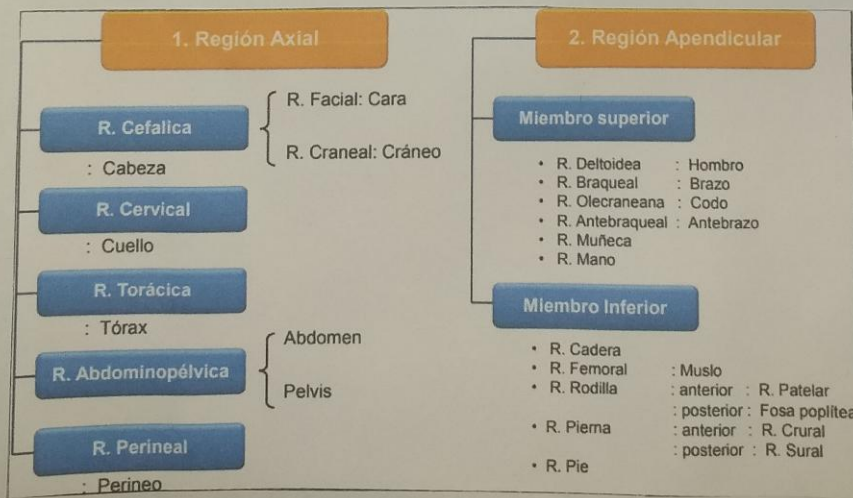 1. Región Axial
R. Cefalica
: Cabeza
R. Facial: Cara
R. Craneal: Cráneo
R. Cervical
: Cuello
R. Torácica
: Tórax
R. Abdominopélvica
Abdomen
Pelvis
R. Perineal
: Perineo
2. Región Apendicular
Miembro superior
• R. Deltoidea : Hombro
• R. Braqueal : Brazo
• R. Olecraneana : Codo
• R. Antebraqueal : Antebrazo
• R. Muñeca
• R. Mano
Miembro Inferior
• R. Cadera
• R. Femoral : Muslo
• R. Rodilla : anterior : R. Patelar
: posterior : Fosa poplítea
• R. Pierna : anterior : R. Crural
: posterior : R. Sural
• R. Pie